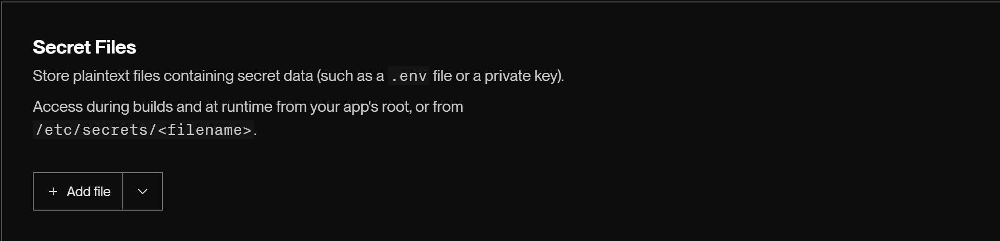 Secret Files
Store plaintext files containing secret data (such as a .env file or a private key).
Access during builds and at runtime from your app's root, or from
/etc/secrets/<filename>.
+ Add file